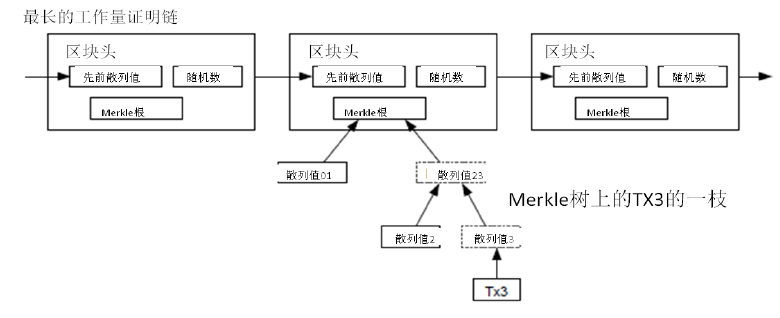 最长的工作量证明链
区块头 区块头 区块头
先前散列值 随机数 先前散列值 随机数 先前散列值 随机数
Merkle根 Merkle根 Merkle根
散列值01 散列值23
Merkle树上的TX3的一枝
散列值2 散列值3
Tx3